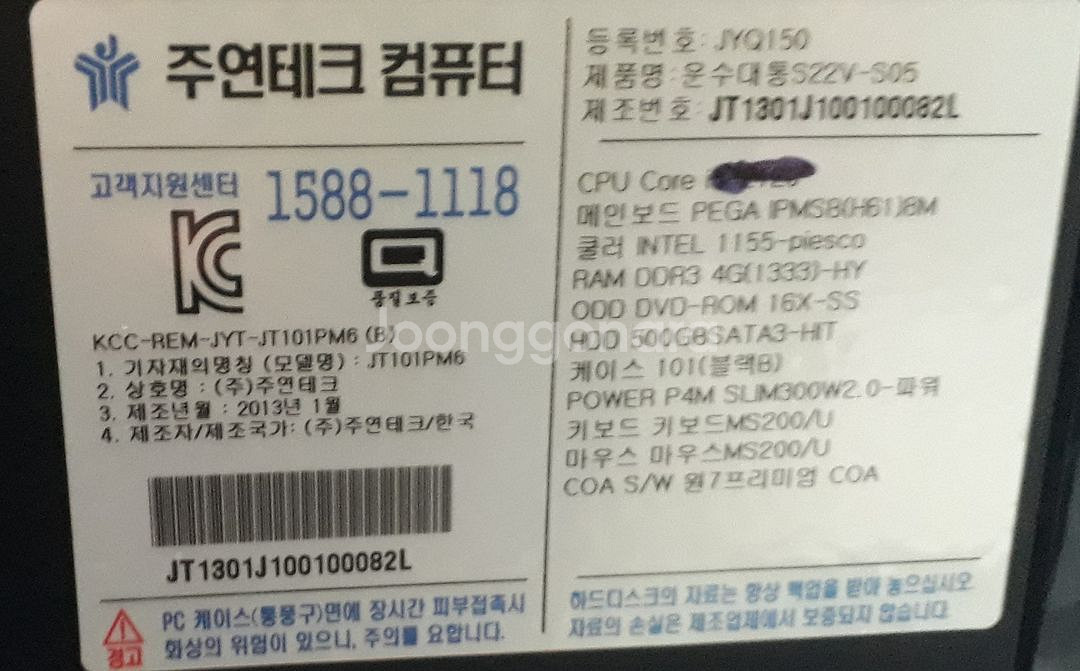 주연테크 컴퓨터
고객지원센터 1588-1118
품질보증
KCC-REM-JYT-JT101PM6 (B)
1. 기자재의명칭 (모델명) : JT101PM6
2. 상호명 : (주)주연테크
3. 제조년월 : 2013년 1월
4. 제조자/제조국가: (주)주연테크/한국
JT1301J100100082L
경고
PC 케이스(통풍구)면에 장시간 피부접촉시
화상의 위험이 있으니, 주의를 요합니다.
등록번호: JYQ150
제품명: 운수대통S22V-S05
제조번호: JT1301J100100082L
CPU Core
메인보드 PEGA IPMSB(H61)8M
쿨러 INTEL 1155-piesco
RAM DDR3 4G(1333)-HY
ODD DVD-ROM 16X-SS
HDD 500GBSATA3-HIT
케이스 101(블랙B)
POWER P4M SLIM300W2.0-파워
키보드 키보드MS200/U
마우스 마우스MS200/U
COA S/W 윈7프리미엄 COA
하드디스크의 자료는 항상 백업을 받아 놓으십시오
자료의 손실은 제조업체에서 보증되지 않습니다.